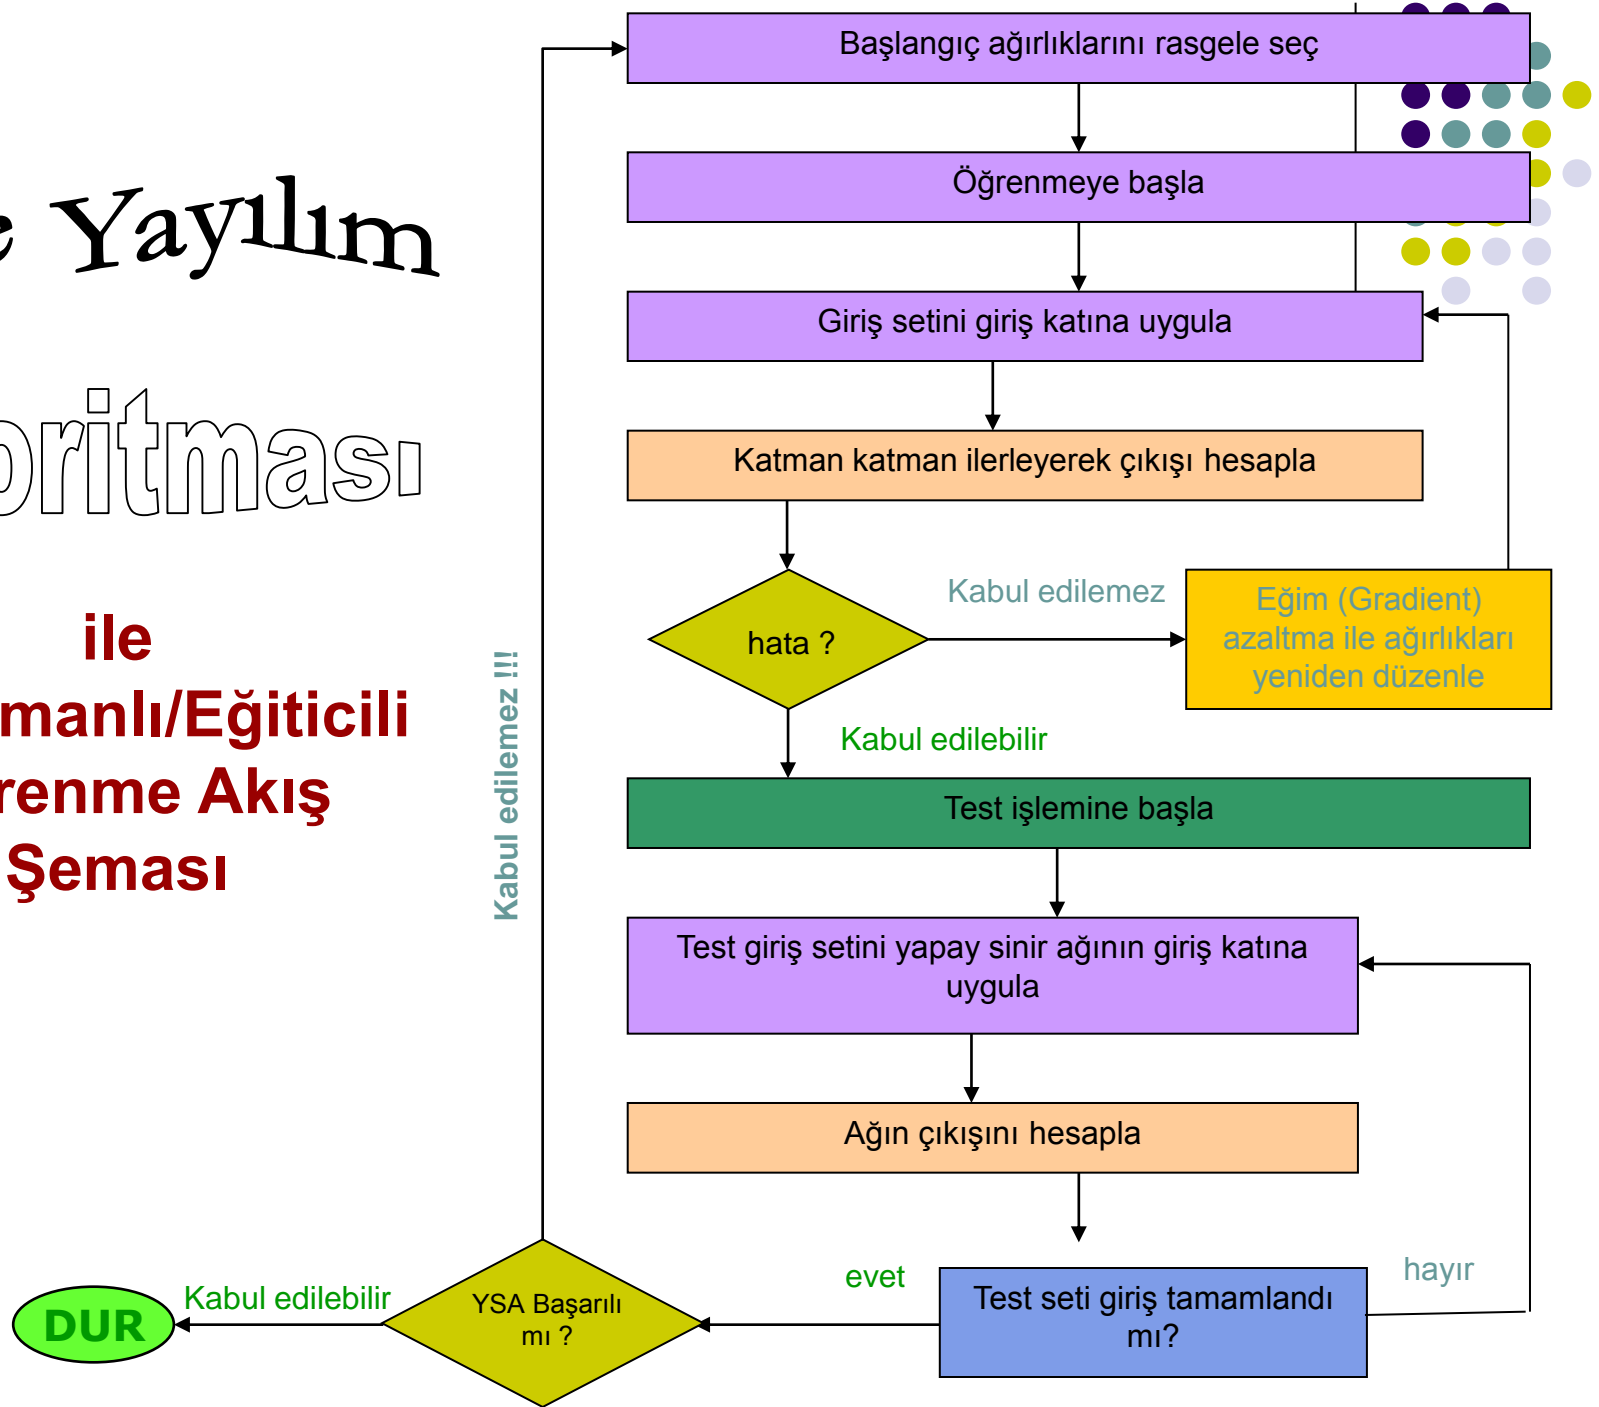 Başlangıç ağırlıklarını rasgele seç
Öğrenmeye başla
e Yayılım
Giriş setini giriş katına uygula
oritması
Katman katman ilerleyerek çıkışı hesapla
hata ?
Kabul edilemez
Eğim (Gradient)
azaltma ile ağırlıkları
yeniden düzenle
ile
manlı/Eğiticili
renme Akış
Şeması
Kabul edilemez !!!
Kabul edilebilir
Test işlemine başla
Test giriş setini yapay sinir ağının giriş katına
uygula
Ağın çıkışını hesapla
Test seti giriş tamamlandı
mı?
hayır
evet
YSA Başarılı
mı ?
Kabul edilebilir
DUR